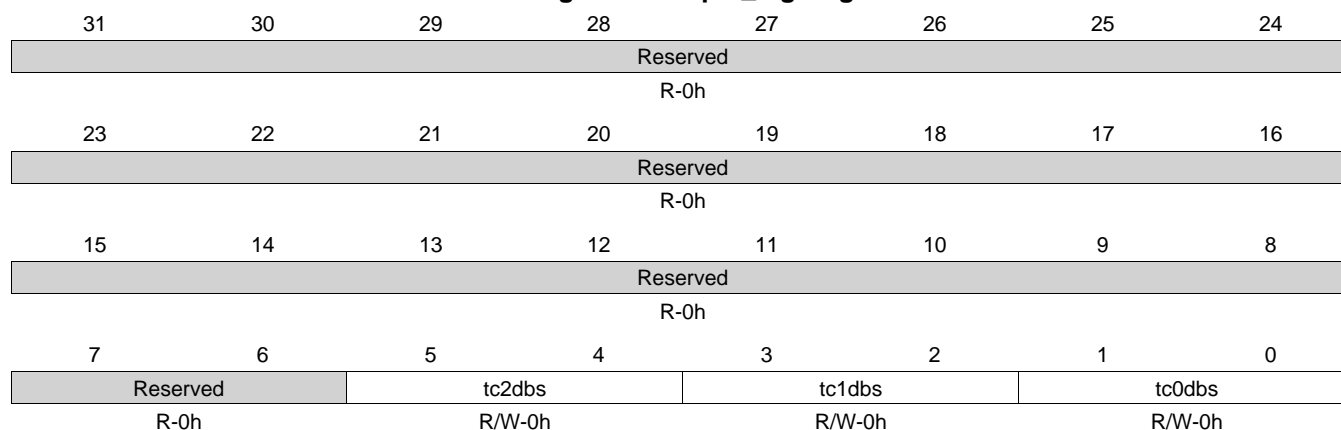 31 30 29 28 27 26 25 24
Reserved
R-0h
23 22 21 20 19 18 17 16
Reserved
R-0h
15 14 13 12 11 10 9 8
Reserved
R-0h
7 6 5 4 3 2 1 0
Reserved tc2dbs tc1dbs tc0dbs
R-0h R/W-0h R/W-0h R/W-0h